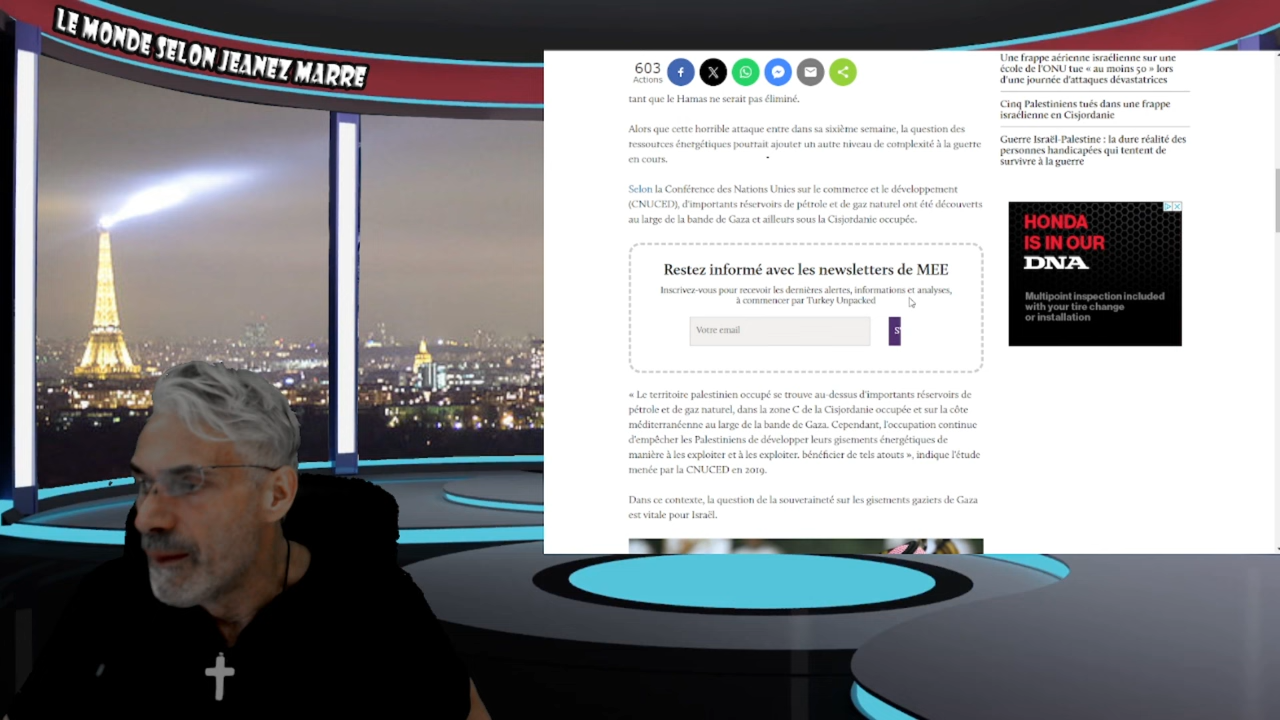 LE MONDE SELON JEANEZ MARRE
603
Actions
tant que le Hamas ne serait pas éliminé.
Alors que cette horrible attaque entre dans sa sixième semaine, la question des
ressources énergétiques pourrait ajouter un autre niveau de complexité à la guerre
en cours.
Selon la Conférence des Nations Unies sur le commerce et le développement
(CNUCED), d'importants réservoirs de pétrole et de gaz naturel ont été découverts
au large de la bande de Gaza et ailleurs sous la Cisjordanie occupée.
Restez informé avec les newsletters de MEE
Inscrivez-vous pour recevoir les dernières alertes, informations et analyses,
à commencer par Turkey Unpacked
Votre email
S'
« Le territoire palestinien occupé se trouve au-dessus d'importants réservoirs de
pétrole et de gaz naturel, dans la zone C de la Cisjordanie occupée et sur la côte
méditerranéenne au large de la bande de Gaza. Cependant, l'occupation continue
d'empêcher les Palestiniens de développer leurs gisements énergétiques de
manière à les exploiter et à les exploiter. bénéficier de tels atouts », indique l'étude
menée par la CNUCED en 2019.
Dans ce contexte, la question de la souveraineté sur les gisements gaziers de Gaza
est vitale pour Israël.
Une frappe aérienne israélienne sur une
école de l'ONU tue « au moins 50 » lors
d'une journée d'attaques dévastatrices
Cinq Palestiniens tués dans une frappe
israélienne en Cisjordanie
Guerre Israël-Palestine : la dure réalité des
personnes handicapées qui tentent de
survivre à la guerre
HONDA
IS IN OUR
DNA
Multipoint inspection included
with your tire change
or installation